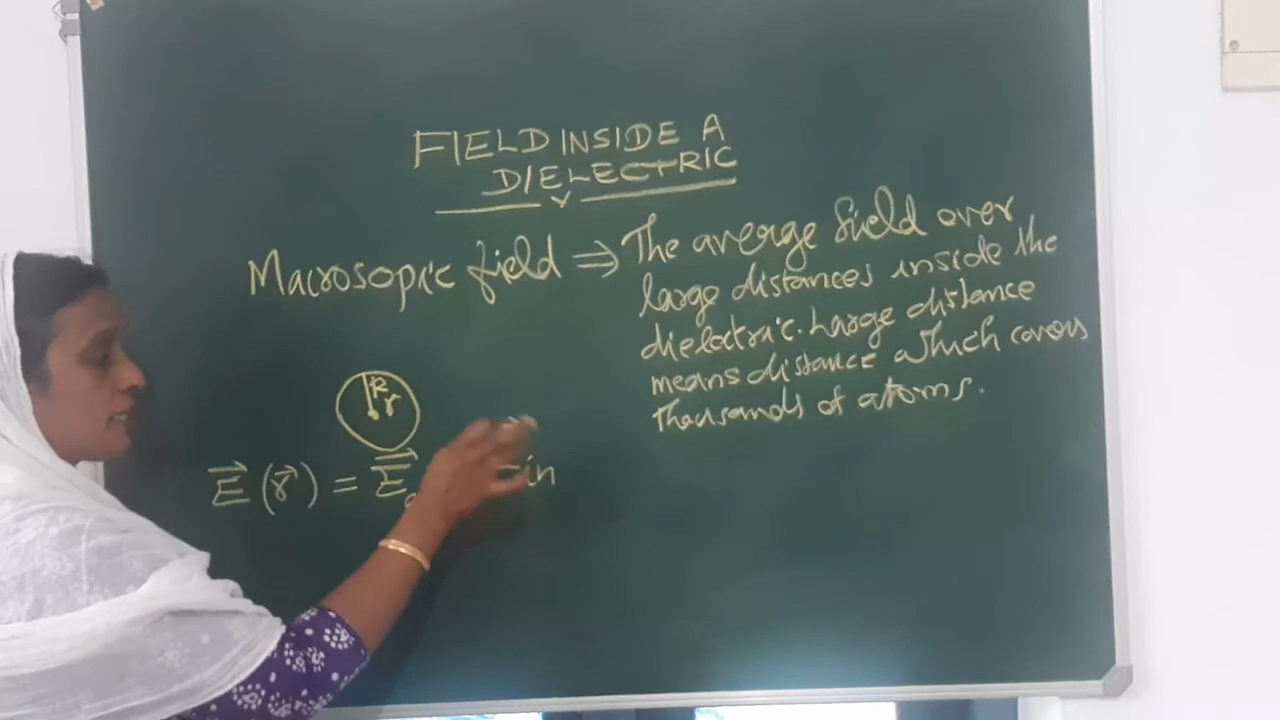 FIELD INSIDE A
DIELECTRIC
Macrosopic field ⇒ The average field over
large distances inside the
dielectric. Large distance
means distance which covers
thousands of atoms.
R
r
E (r) = E in